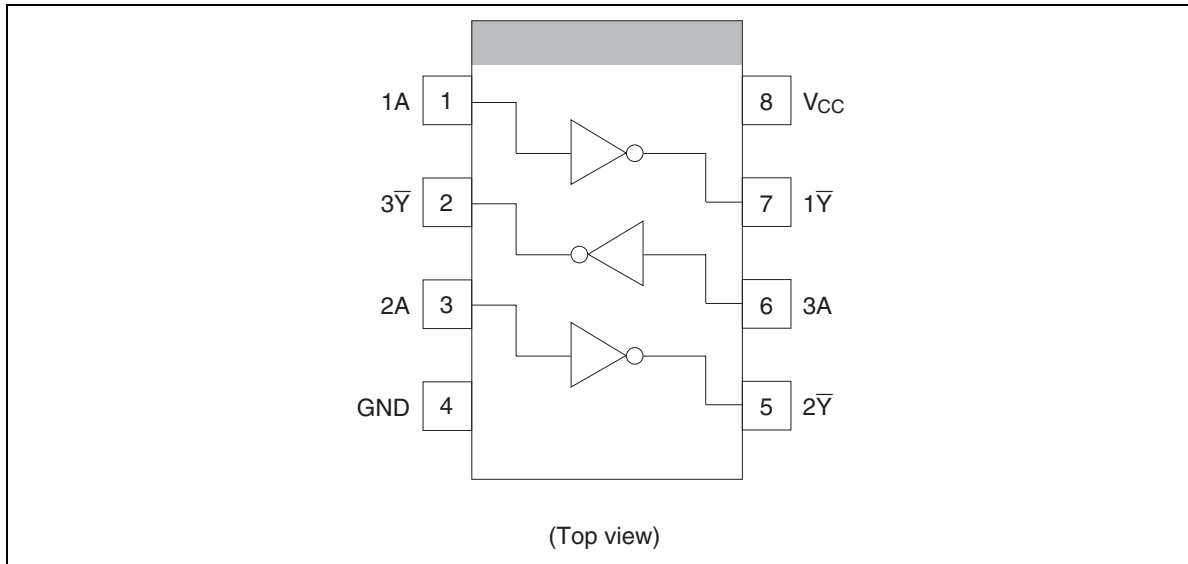 1A 1 8 VCC
3Y̅ 2 7 1Y̅
2A 3 6 3A
GND 4 5 2Y̅
(Top view)